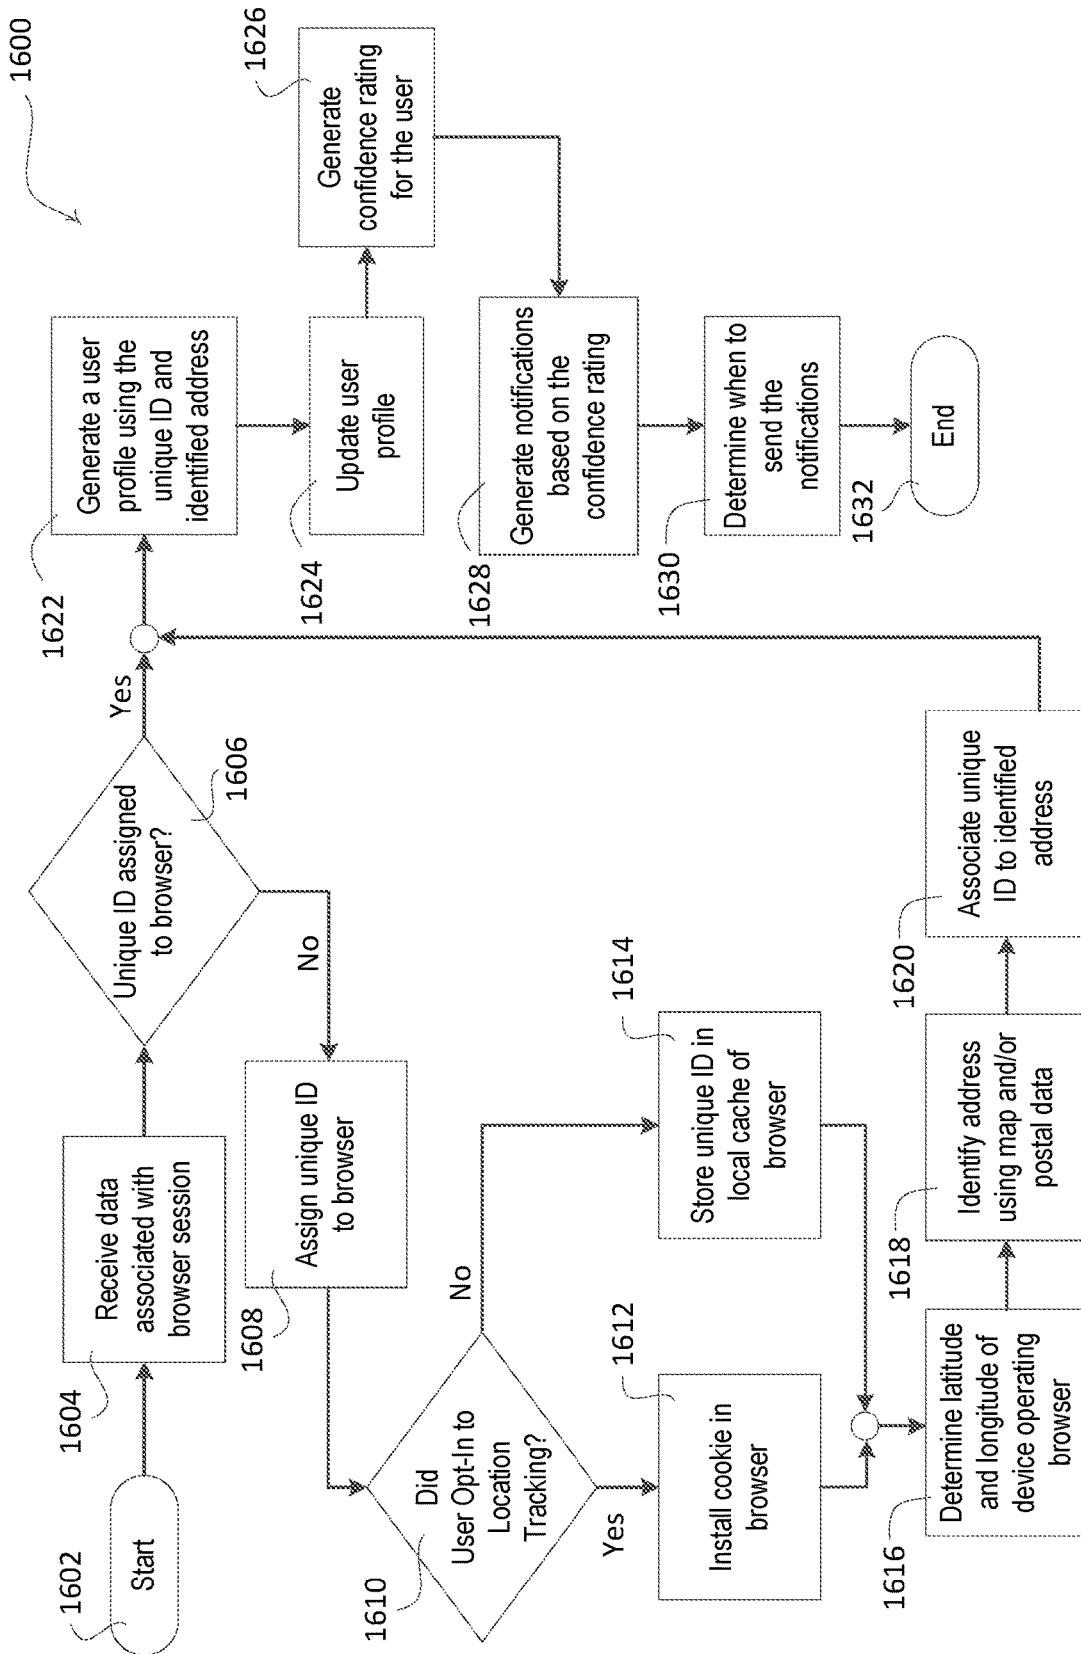 1600
1602
Start
1604
Receive data
associated with
browser session
1606
Unique ID assigned
to browser?
Yes
No
1608
Assign unique ID
to browser
1610
Did
User Opt-In to
Location
Tracking?
Yes
No
1612
Install cookie in
browser
1614
Store unique ID in
local cache of
browser
1616
Determine latitude
and longitude of
device operating
browser
1618
Identify address
using map and/or
postal data
1620
Associate unique
ID to identified
address
1622
Generate a user
profile using the
unique ID and
identified address
1624
Update user
profile
1626
Generate
confidence rating
for the user
1628
Generate notifications
based on the
confidence rating
1630
Determine when to
send the
notifications
1632
End